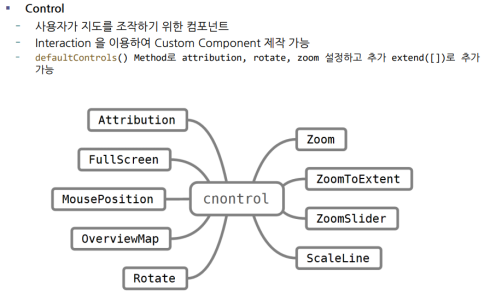 Control
- 사용자가 지도를 조작하기 위한 컴포넌트
- Interaction 을 이용하여 Custom Component 제작 가능
- defaultControls() Method로 attribution, rotate, zoom 설정하고 추가 extend([])로 추가
가능
Attribution
FullScreen
MousePosition
OverviewMap
Rotate
cnontrol
Zoom
ZoomToExtent
ZoomSlider
ScaleLine